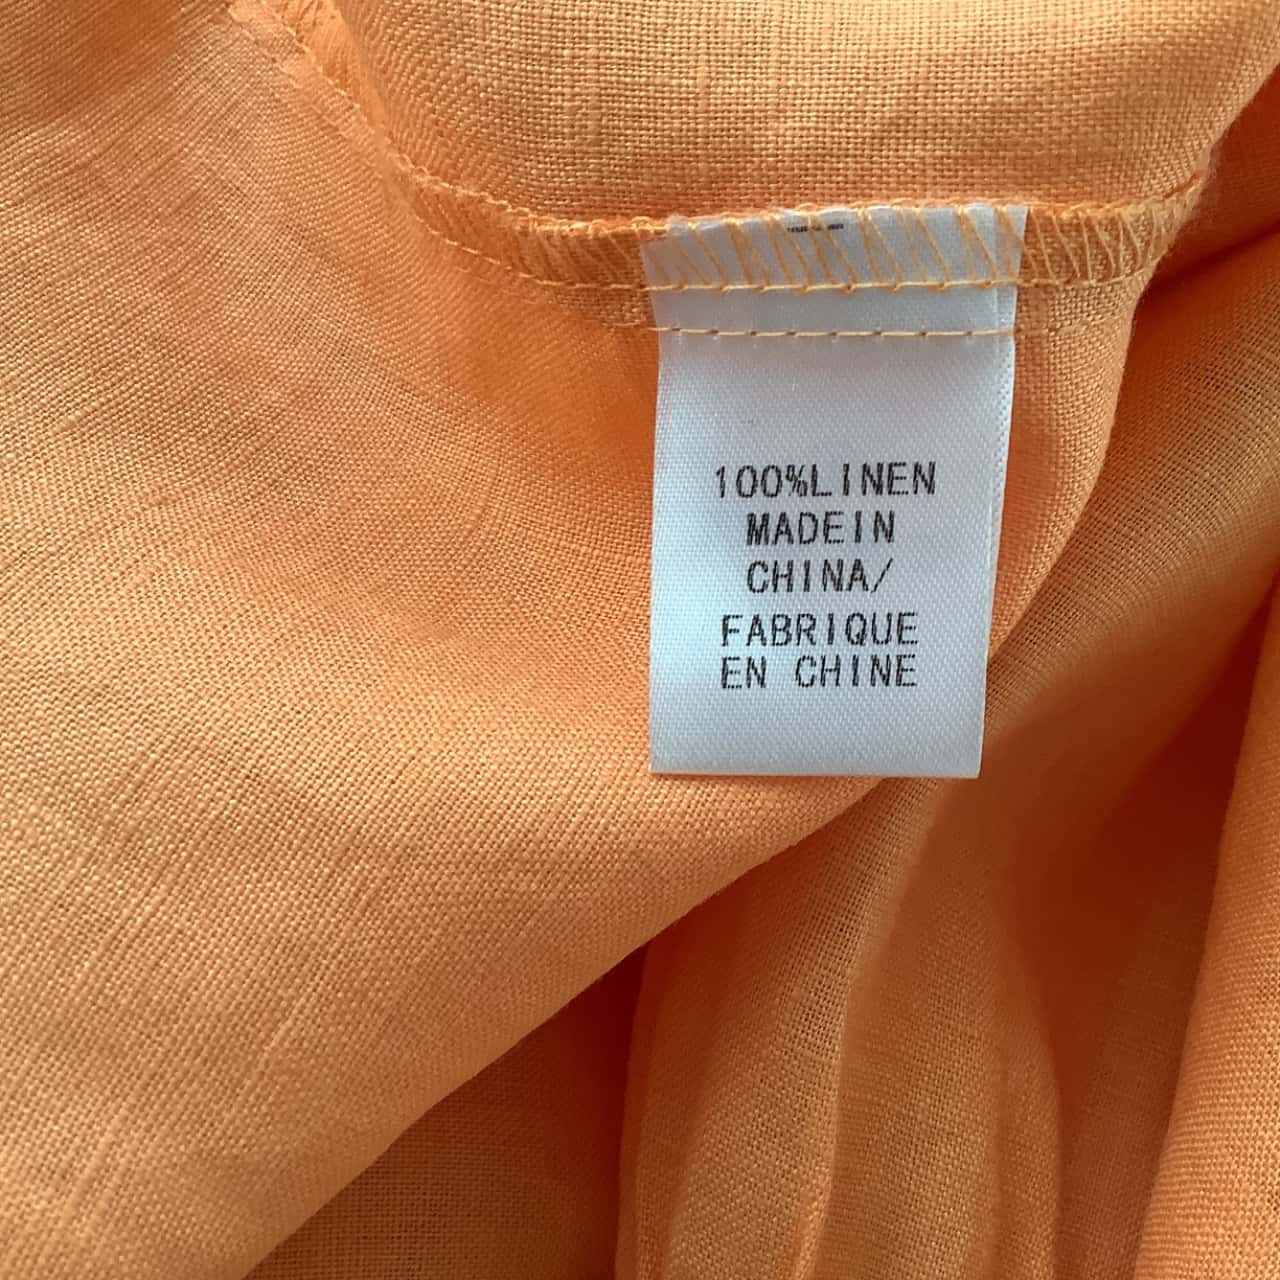 100%LINEN
MADEIN
CHINA/
FABRIQUE
EN CHINE